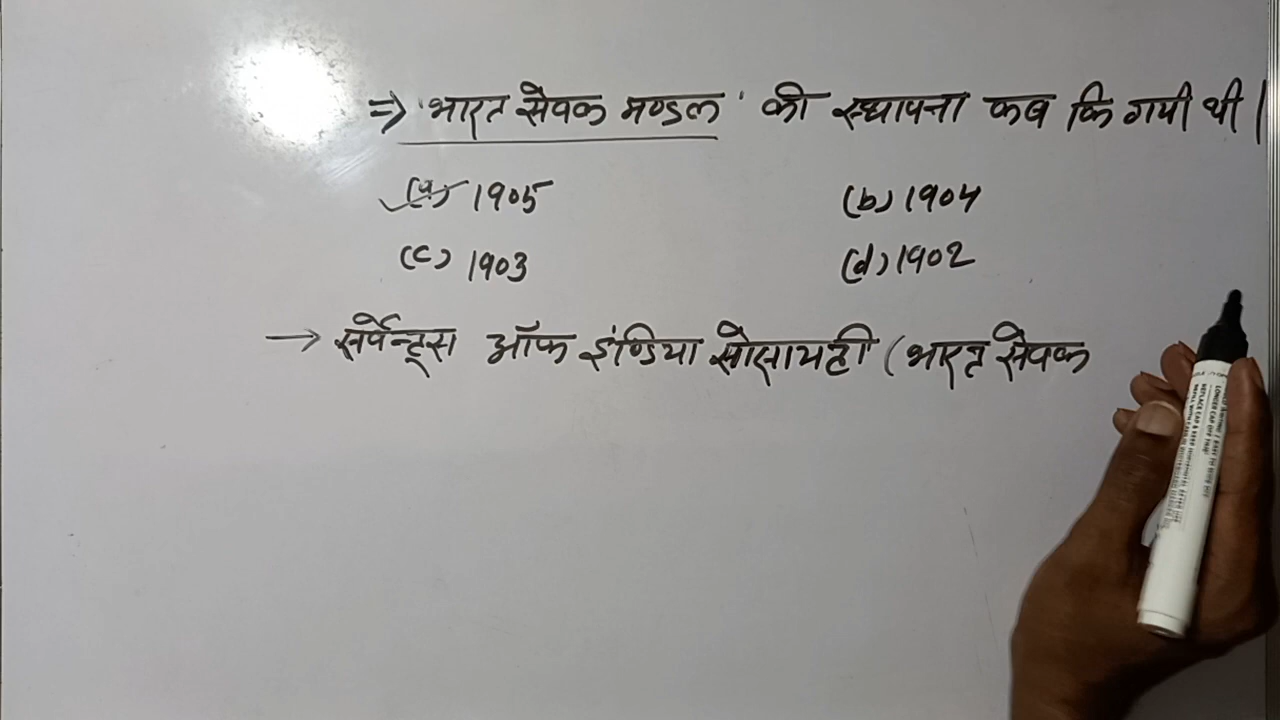 ⇒ 'भारत सेवक मण्डल' की स्थापना कब कि गयी थी |
(a) 1905 (b) 1904
(c) 1903 (d) 1902
→ सर्वेन्ट्स ऑफ इंण्डिया सोसायटी (भारत सेवक